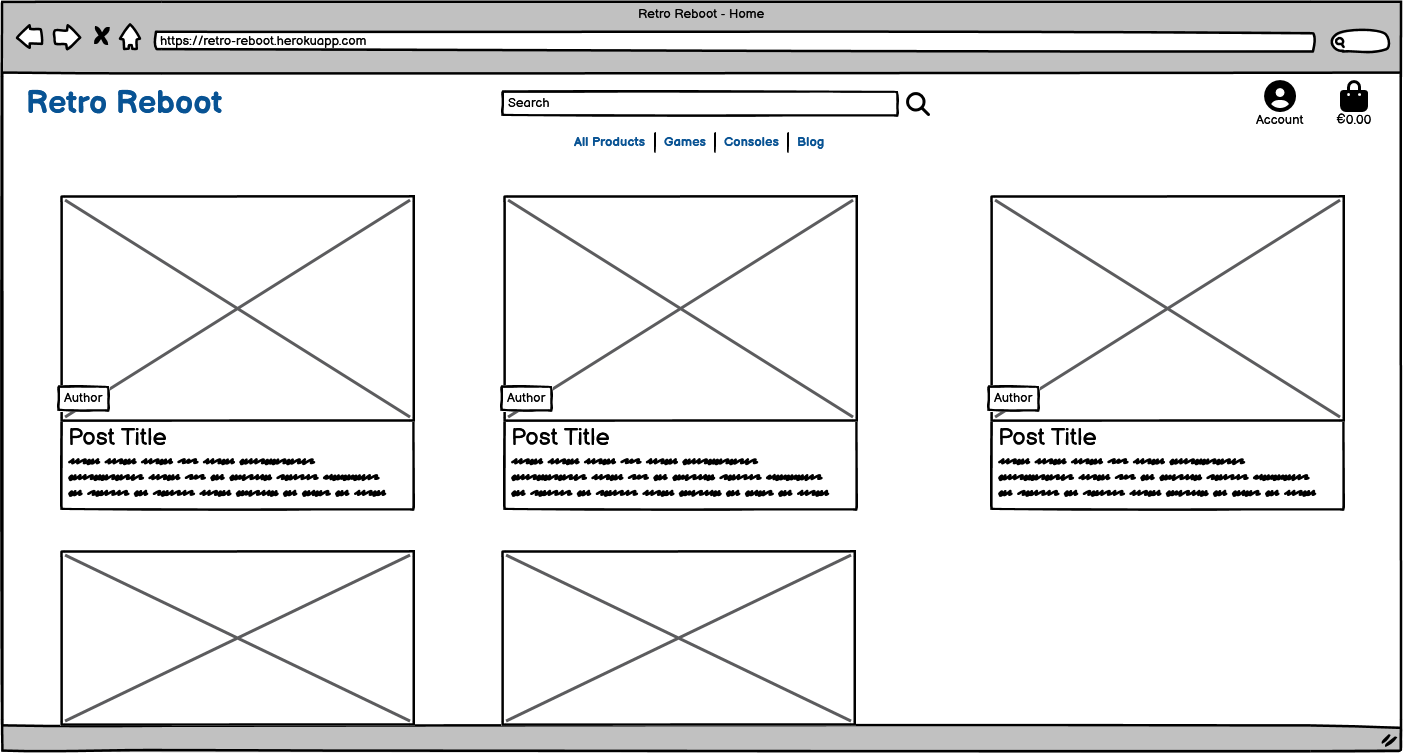 Retro Reboot - Home
https://retro-reboot.herokuapp.com
Retro Reboot
Search
Account
€0.00
All Products Games Consoles Blog
Author
Post Title
Author
Post Title
Author
Post Title